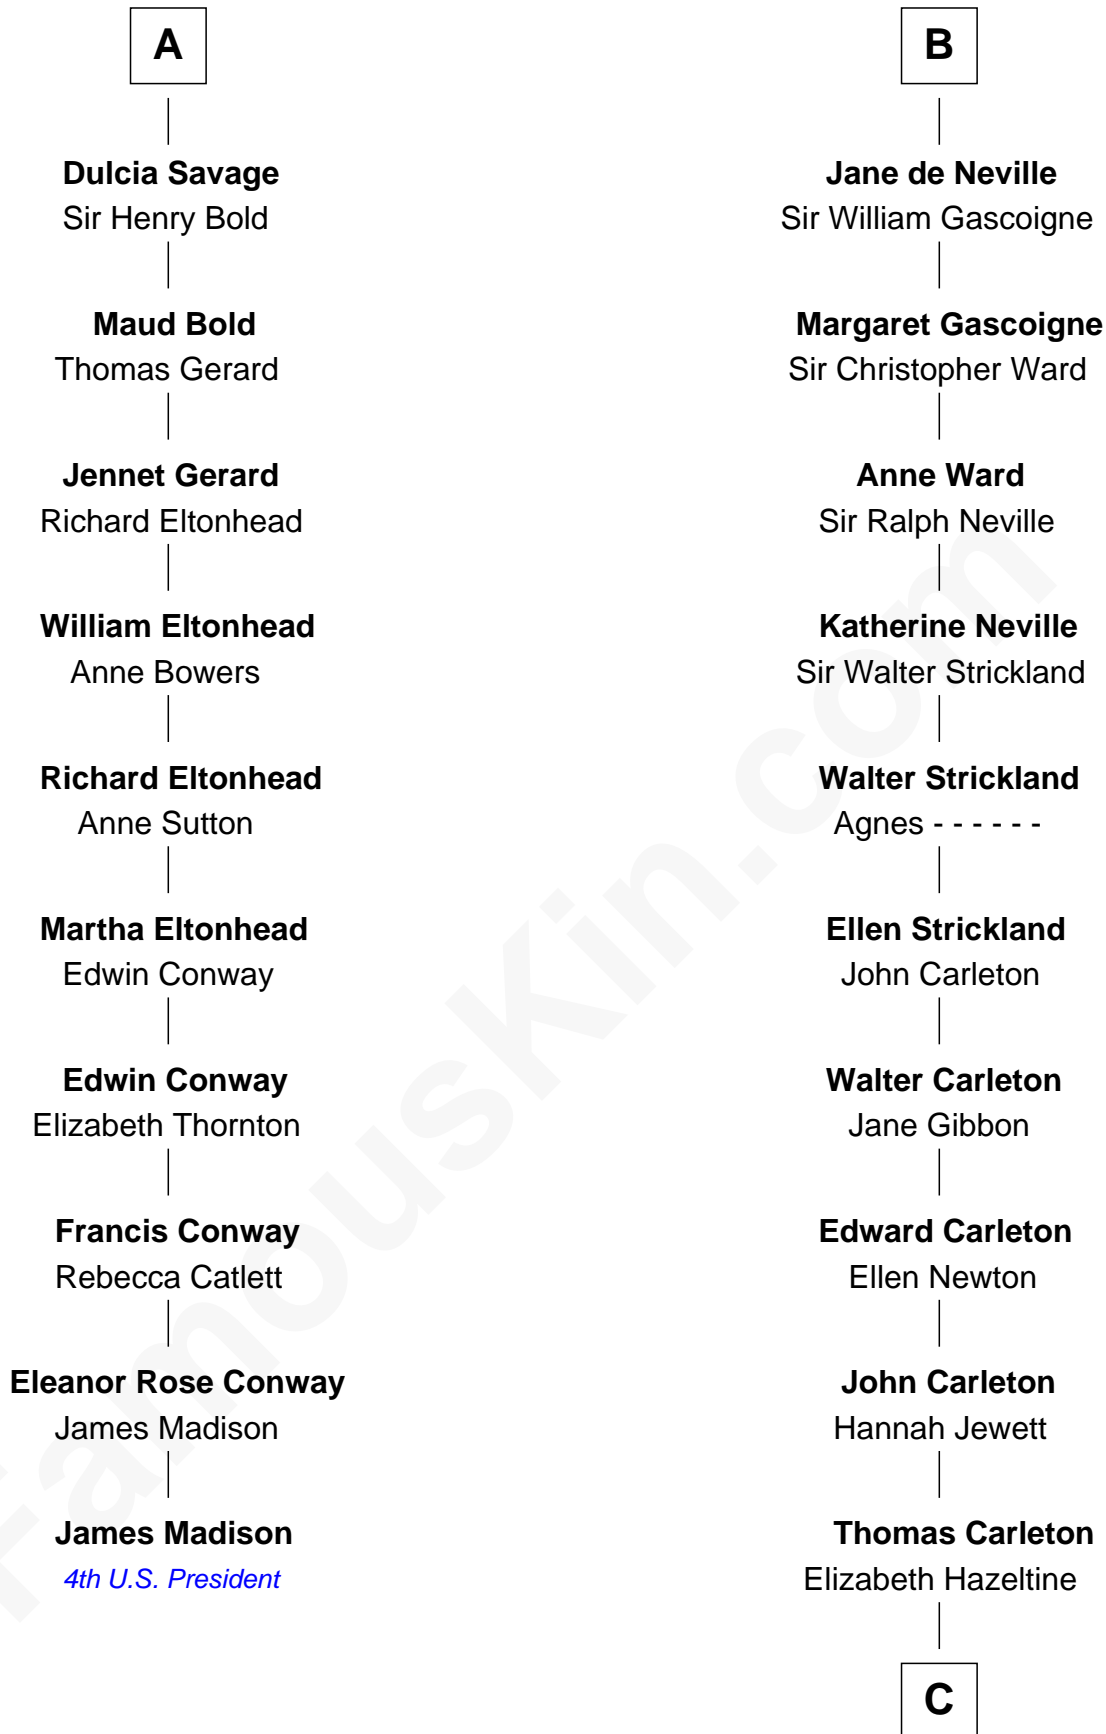 A
Dulcia Savage
Sir Henry Bold
Maud Bold
Thomas Gerard
Jennet Gerard
Richard Eltonhead
William Eltonhead
Anne Bowers
Richard Eltonhead
Anne Sutton
Martha Eltonhead
Edwin Conway
Edwin Conway
Elizabeth Thornton
Francis Conway
Rebecca Catlett
Eleanor Rose Conway
James Madison
James Madison
4th U.S. President
B
Jane de Neville
Sir William Gascoigne
Margaret Gascoigne
Sir Christopher Ward
Anne Ward
Sir Ralph Neville
Katherine Neville
Sir Walter Strickland
Walter Strickland
Agnes - - - - - -
Ellen Strickland
John Carleton
Walter Carleton
Jane Gibbon
Edward Carleton
Ellen Newton
John Carleton
Hannah Jewett
Thomas Carleton
Elizabeth Hazeltine
C
FamousKin.com